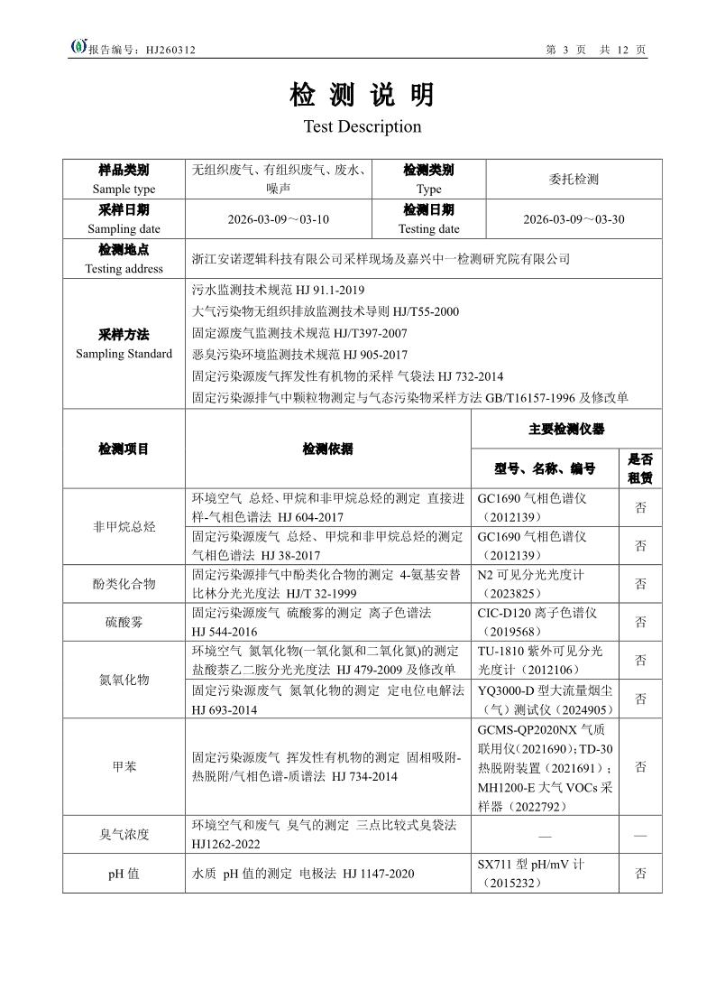 报告编号：HJ260312
第 3 页 共 12 页
检 测 说 明
Test Description
样品类别
Sample type
无组织废气、有组织废气、废水、
噪声
检测类别
Type
委托检测
采样日期
Sampling date
2026-03-09～03-10
检测日期
Testing date
2026-03-09～03-30
检测地点
Testing address
浙江安诺逻辑科技有限公司采样现场及嘉兴中一检测研究院有限公司
采样方法
Sampling Standard
污水监测技术规范 HJ 91.1-2019
大气污染物无组织排放监测技术导则 HJ/T55-2000
固定源废气监测技术规范 HJ/T397-2007
恶臭污染环境监测技术规范 HJ 905-2017
固定污染源废气挥发性有机物的采样 气袋法 HJ 732-2014
固定污染源排气中颗粒物测定与气态污染物采样方法 GB/T16157-1996 及修改单
检测项目
检测依据
主要检测仪器
型号、名称、编号
是否
租赁
非甲烷总烃
环境空气 总烃、甲烷和非甲烷总烃的测定 直接进
样-气相色谱法 HJ 604-2017
GC1690 气相色谱仪
（2012139）
否
固定污染源废气 总烃、甲烷和非甲烷总烃的测定
气相色谱法 HJ 38-2017
GC1690 气相色谱仪
（2012139）
否
酚类化合物
固定污染源排气中酚类化合物的测定 4-氨基安替
比林分光光度法 HJ/T 32-1999
N2 可见分光光度计
（2023825）
否
硫酸雾
固定污染源废气 硫酸雾的测定 离子色谱法
HJ 544-2016
CIC-D120 离子色谱仪
（2019568）
否
氮氧化物
环境空气 氮氧化物(一氧化氮和二氧化氮)的测定
盐酸萘乙二胺分光光度法 HJ 479-2009 及修改单
TU-1810 紫外可见分光
光度计（2012106）
否
固定污染源废气 氮氧化物的测定 定电位电解法
HJ 693-2014
YQ3000-D 型大流量烟尘
（气）测试仪（2024905）
否
甲苯
固定污染源废气 挥发性有机物的测定 固相吸附-
热脱附/气相色谱-质谱法 HJ 734-2014
GCMS-QP2020NX 气质
联用仪（2021690）；TD-30
热脱附装置（2021691）；
MH1200-E 大气 VOCs 采
样器（2022792）
否
臭气浓度
环境空气和废气 臭气的测定 三点比较式臭袋法
HJ1262-2022
—
—
pH 值
水质 pH 值的测定 电极法 HJ 1147-2020
SX711 型 pH/mV 计
（2015232）
否